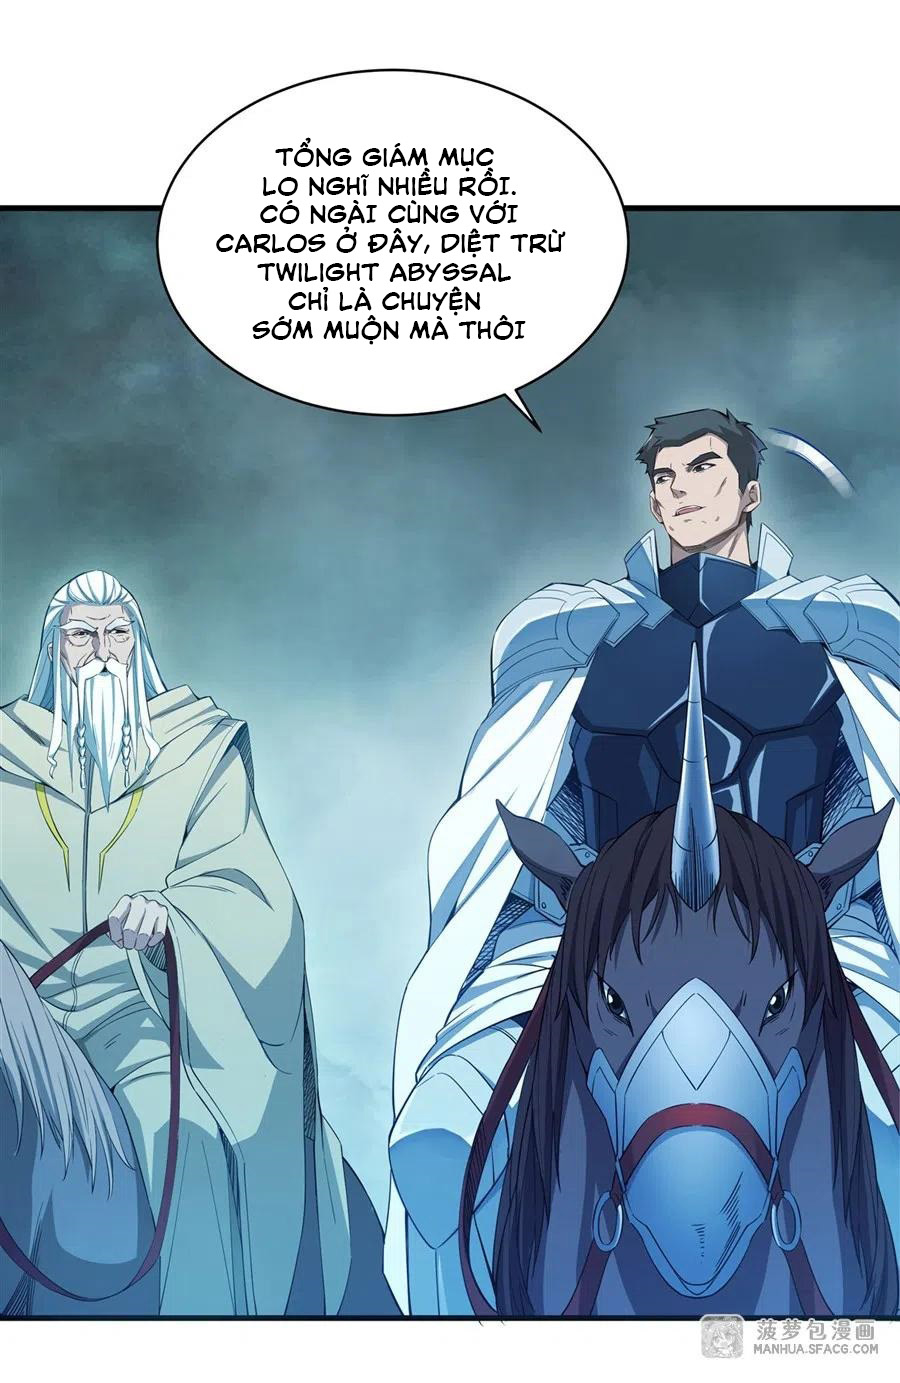 TỔNG GIÁM MỤC
LO NGHĨ NHIỀU RỒI.
CÓ NGÀI CÙNG VỚI
CARLOS Ở ĐÂY, DIỆT TRỪ
TWILIGHT ABYSSAL
CHỈ LÀ CHUYỆN
SỚM MUỘN MÀ THÔI
菠萝包漫画
MANHUA.SFACG.COM